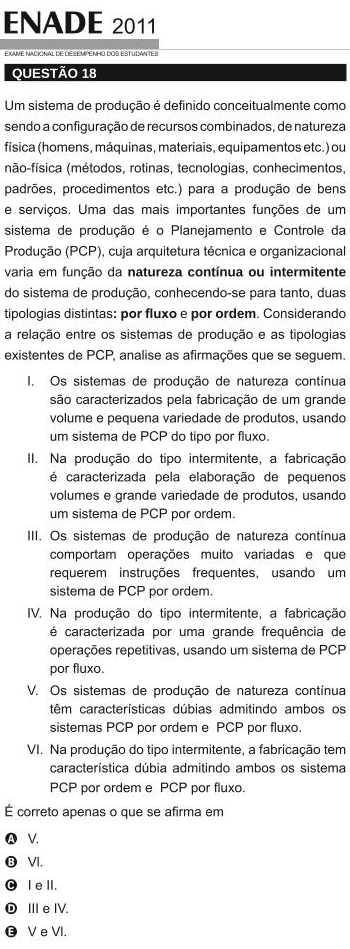 ENADE 2011
EXAME NACIONAL DE DESEMPENHO DOS ESTUDANTES
QUESTÃO 18
Um sistema de produção é definido conceitualmente como
sendo a configuração de recursos combinados, de natureza
física (homens, máquinas, materiais, equipamentos etc.) ou
não-física (métodos, rotinas, tecnologias, conhecimentos,
padrões, procedimentos etc.) para a produção de bens
e serviços. Uma das mais importantes funções de um
sistema de produção é o Planejamento e Controle da
Produção (PCP), cuja arquitetura técnica e organizacional
varia em função da natureza contínua ou intermitente
do sistema de produção, conhecendo-se para tanto, duas
tipologias distintas: por fluxo e por ordem. Considerando
a relação entre os sistemas de produção e as tipologias
existentes de PCP, analise as afirmações que se seguem.
I. Os sistemas de produção de natureza contínua
são caracterizados pela fabricação de um grande
volume e pequena variedade de produtos, usando
um sistema de PCP do tipo por fluxo.
II. Na produção do tipo intermitente, a fabricação
é caracterizada pela elaboração de pequenos
volumes e grande variedade de produtos, usando
um sistema de PCP por ordem.
III. Os sistemas de produção de natureza contínua
comportam operações muito variadas e que
requerem instruções frequentes, usando um
sistema de PCP por ordem.
IV. Na produção do tipo intermitente, a fabricação
é caracterizada por uma grande frequência de
operações repetitivas, usando um sistema de PCP
por fluxo.
V. Os sistemas de produção de natureza contínua
têm características dúbias admitindo ambos os
sistemas PCP por ordem e PCP por fluxo.
VI. Na produção do tipo intermitente, a fabricação tem
característica dúbia admitindo ambos os sistema
PCP por ordem e PCP por fluxo.
É correto apenas o que se afirma em
A V.
B VI.
C I e II.
D III e IV.
E V e VI.